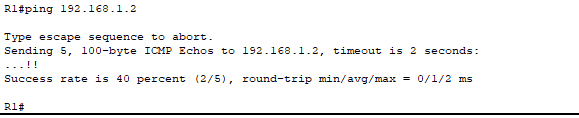 R1#ping 192.168.1.2
Type escape sequence to abort.
Sending 5, 100-byte ICMP Echos to 192.168.1.2, timeout is 2 seconds:
...!!
Success rate is 40 percent (2/5), round-trip min/avg/max = 0/1/2 ms
R1#